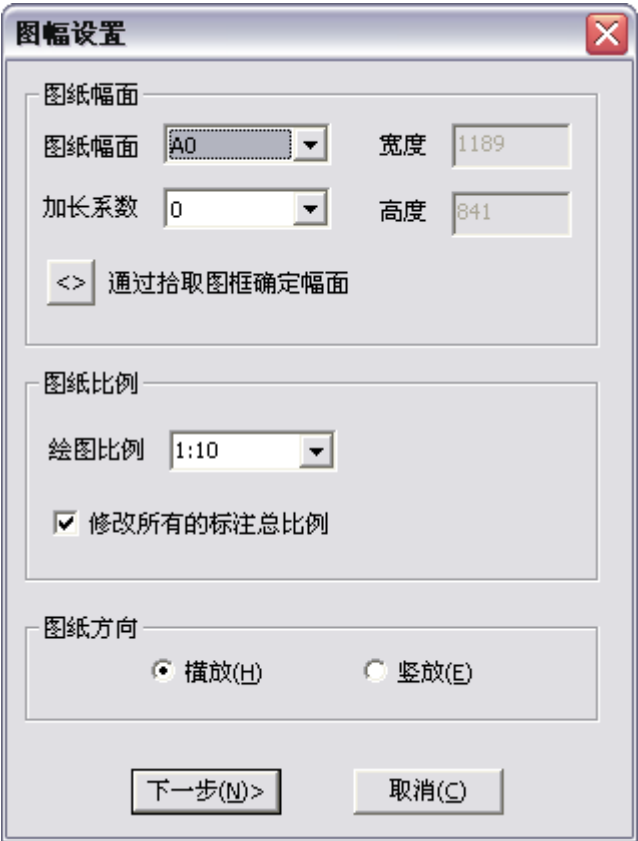 图幅设置
图纸幅面
图纸幅面 A0 宽度 1189
加长系数 0 高度 841
<> 通过拾取图框确定幅面
图纸比例
绘图比例 1:10
修改所有的标注总比例
图纸方向
横放(H) 竖放(E)
下一步(N)> 取消(C)